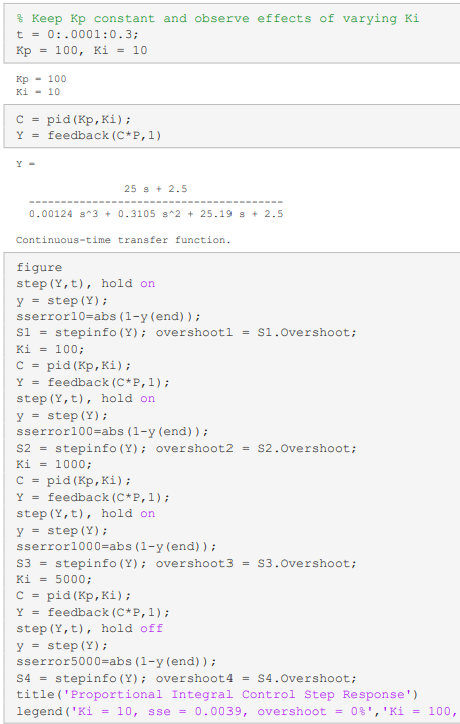 % Keep Kp constant and observe effects of varying Ki
t = 0:.0001:0.3;
Kp = 100, Ki = 10
Kp = 100
Ki = 10
C = pid(Kp,Ki);
Y = feedback(C*P,1)
Y =
25 s + 2.5
----------------------------------------
0.00124 s^3 + 0.3105 s^2 + 25.19 s + 2.5
Continuous-time transfer function.
figure
step(Y,t), hold on
y = step(Y);
sserror10=abs(1-y(end));
S1 = stepinfo(Y); overshoot1 = S1.Overshoot;
Ki = 100;
C = pid(Kp,Ki);
Y = feedback(C*P,1);
step(Y,t), hold on
y = step(Y);
sserror100=abs(1-y(end));
S2 = stepinfo(Y); overshoot2 = S2.Overshoot;
Ki = 1000;
C = pid(Kp,Ki);
Y = feedback(C*P,1);
step(Y,t), hold on
y = step(Y);
sserror1000=abs(1-y(end));
S3 = stepinfo(Y); overshoot3 = S3.Overshoot;
Ki = 5000;
C = pid(Kp,Ki);
Y = feedback(C*P,1);
step(Y,t), hold off
y = step(Y);
sserror5000=abs(1-y(end));
S4 = stepinfo(Y); overshoot4 = S4.Overshoot;
title('Proportional Integral Control Step Response')
legend('Ki = 10, sse = 0.0039, overshoot = 0%','Ki = 100,